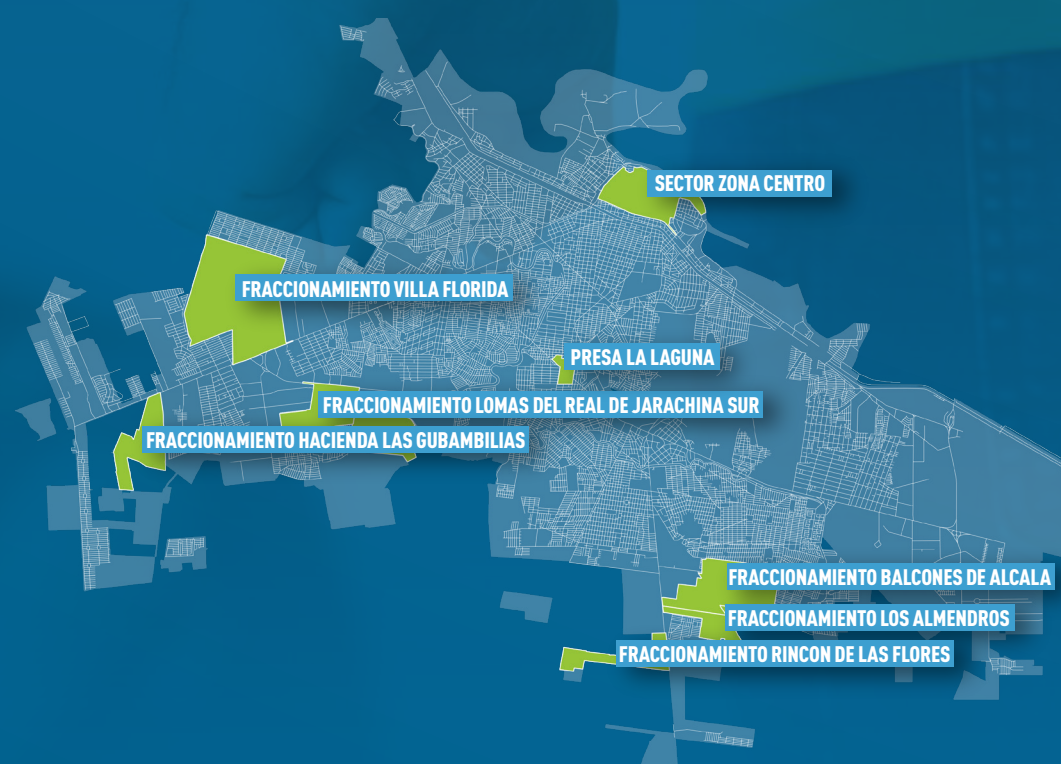 SECTOR ZONA CENTRO
FRACCIONAMIENTO VILLA FLORIDA
PRESA LA LAGUNA
FRACCIONAMIENTO LOMAS DEL REAL DE JARACHINA SUR
FRACCIONAMIENTO HACIENDA LAS GUBAMBILIAS
FRACCIONAMIENTO BALCONES DE ALCALA
FRACCIONAMIENTO LOS ALMENDROS
FRACCIONAMIENTO RINCON DE LAS FLORES